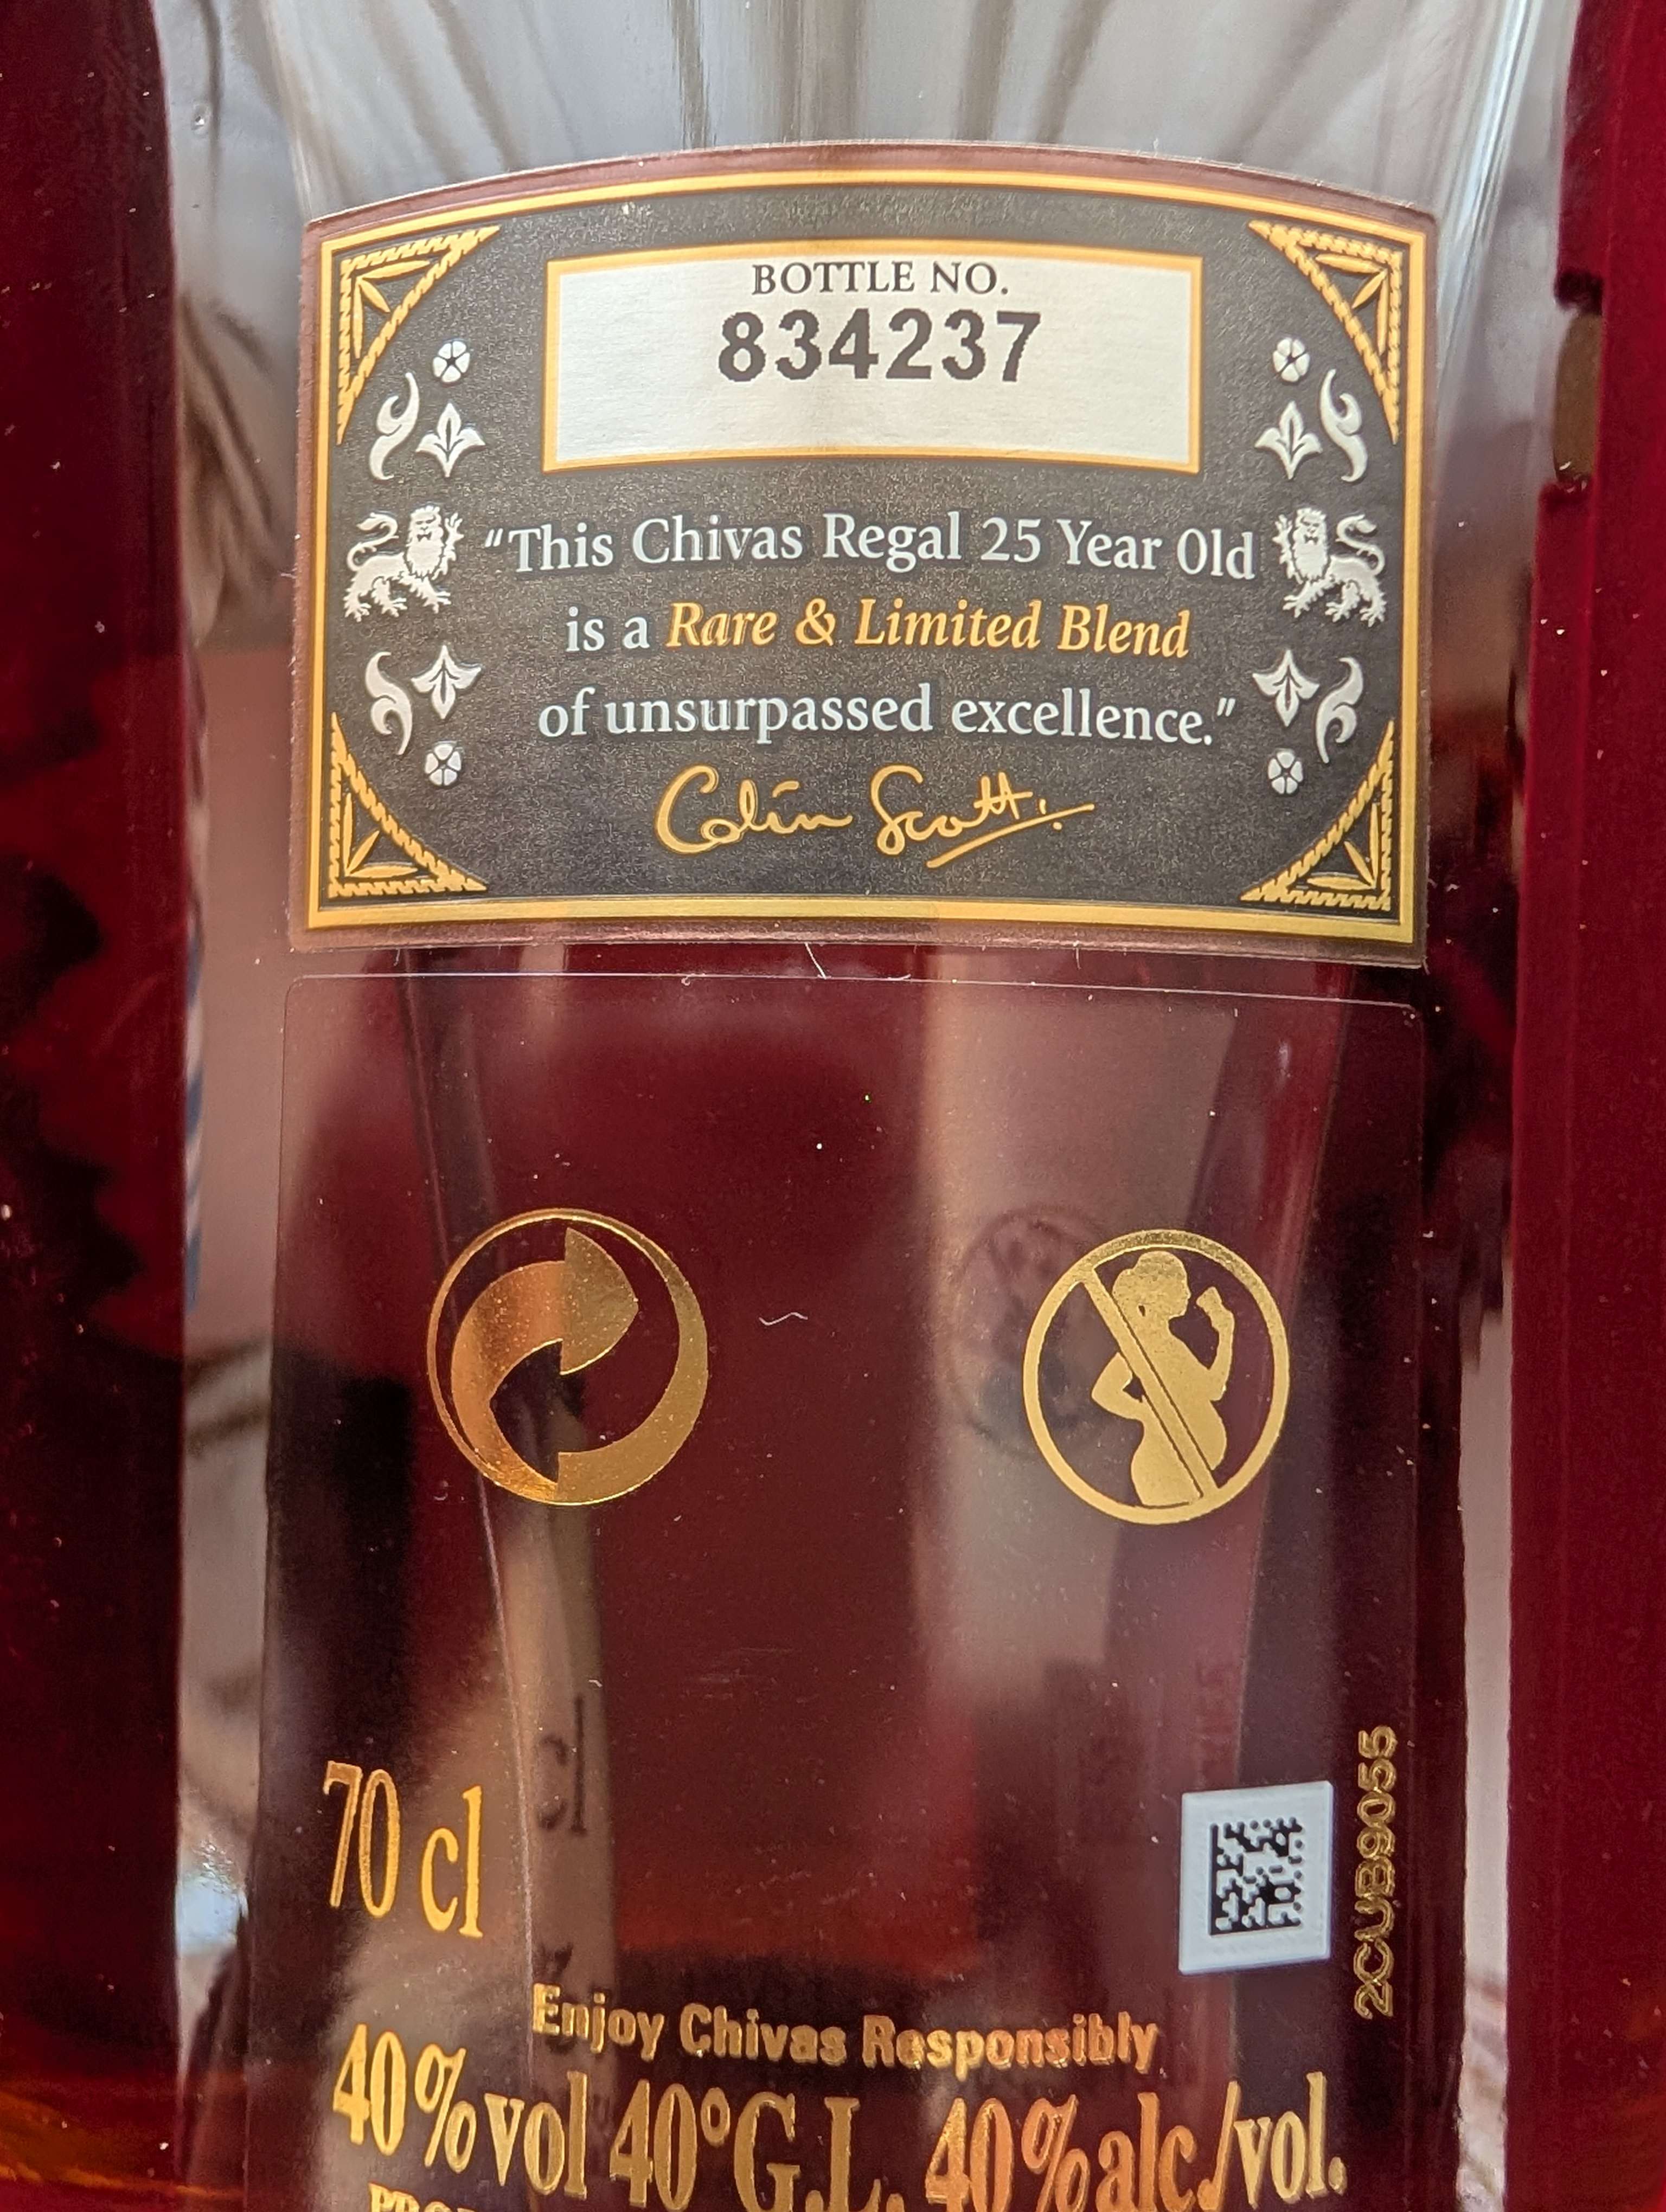 BOTTLE NO.
834237
“This Chivas Regal 25 Year Old
is a Rare & Limited Blend
of unsurpassed excellence.”
Colin Scott.
70 cl
2CUB9055
Enjoy Chivas Responsibly
40%vol 40°G.L. 40%alc./vol.